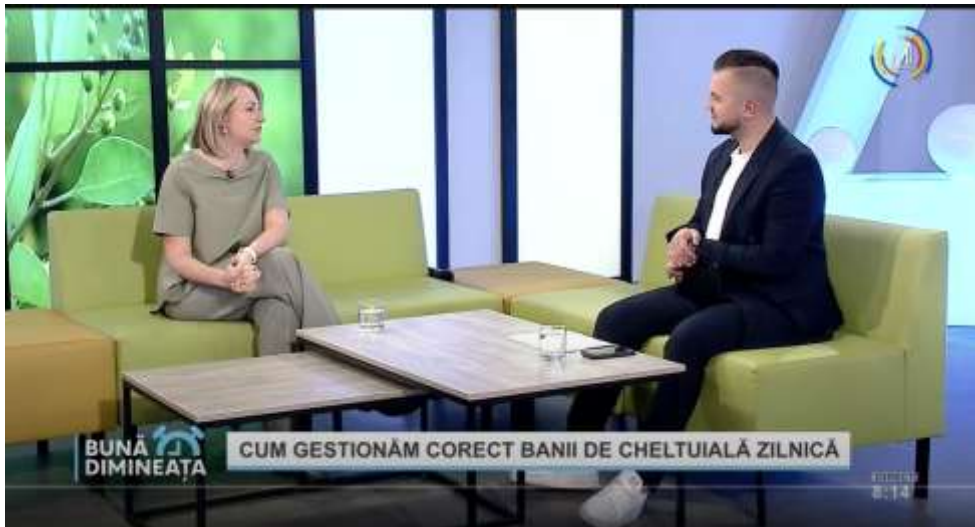 BUNĂ
DIMINEAȚA
CUM GESTIONĂM CORECT BANII DE CHELTUIALĂ ZILNICĂ
8:14